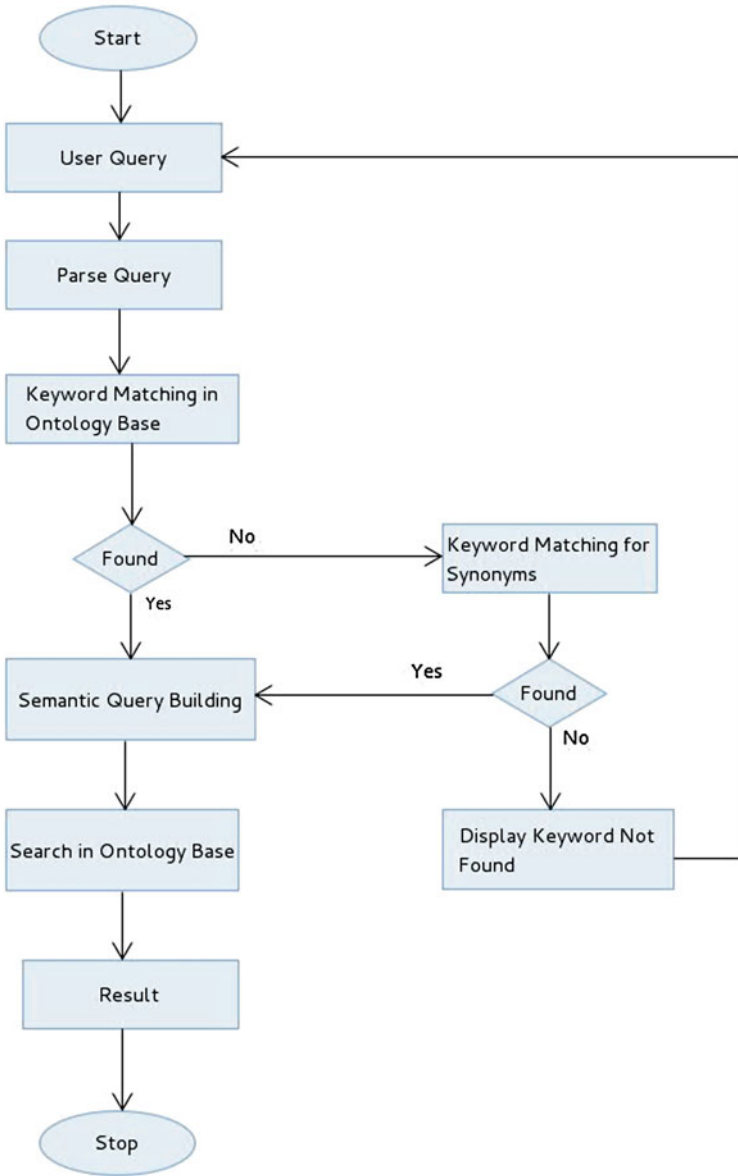 Start
User Query
Parse Query
Keyword Matching in
Ontology Base
Found
No
Yes
Keyword Matching for
Synonyms
Found
Yes
No
Semantic Query Building
Search in Ontology Base
Display Keyword Not
Found
Result
Stop